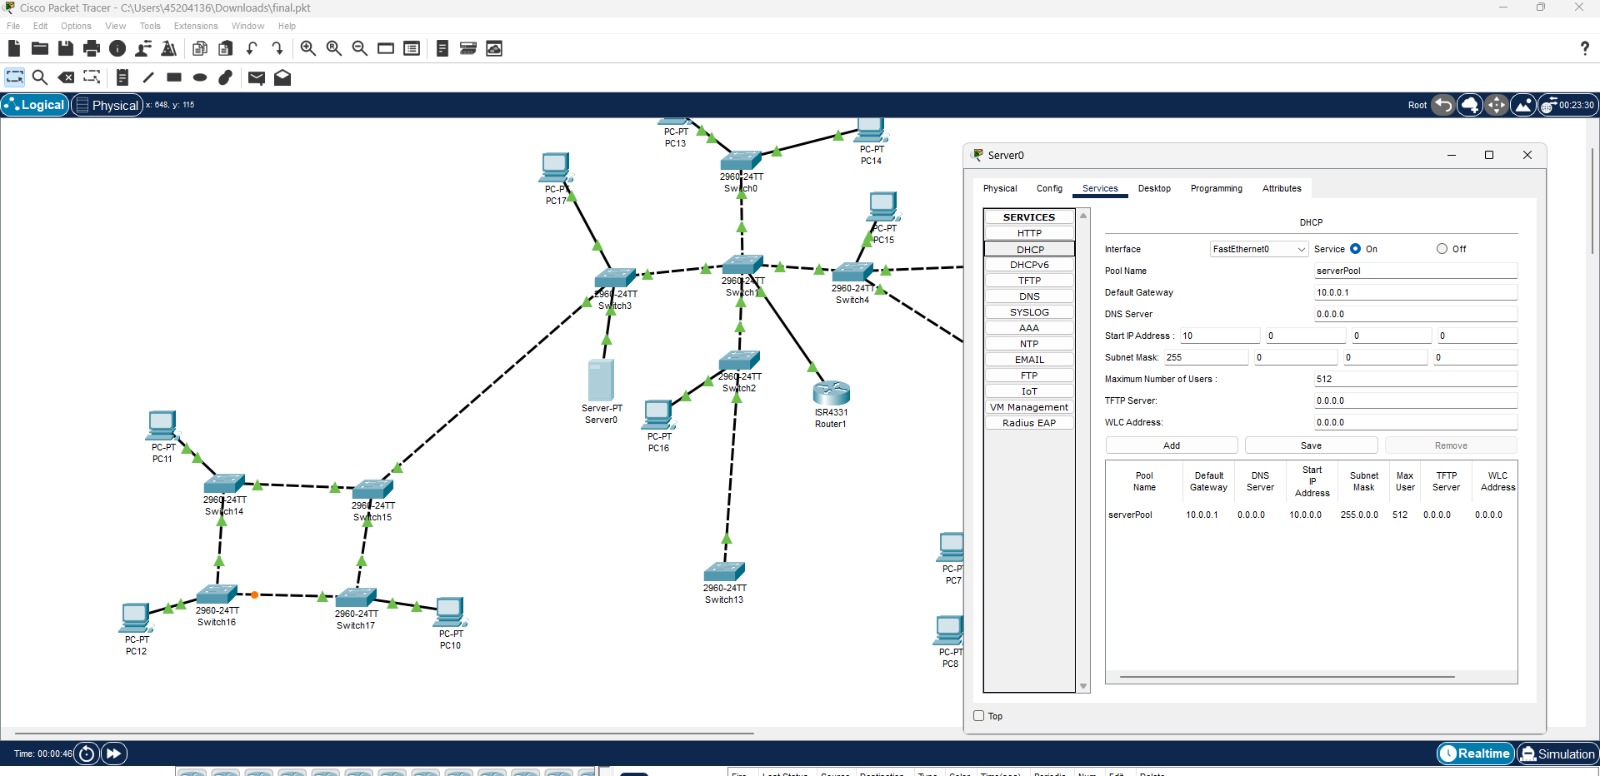 Cisco Packet Tracer - C:\Users\45204136\Downloads\final.pkt
File Edit Options View Tools Extensions Window Help
?
Logical Physical x: 648, y: 115 Root 00:23:30
PC-PT
PC13
PC-PT
PC14
2960-24TT
Switch0
PC-PT
PC17
PC-PT
PC15
2960-24TT
Switch3
2960-24TT
Switch1
2960-24TT
Switch4
Server-PT
Server0
2960-24TT
Switch2
PC-PT
PC16
ISR4331
Router1
PC-PT
PC11
2960-24TT
Switch14
2960-24TT
Switch15
2960-24TT
Switch13
PC-PT
PC12
2960-24TT
Switch16
2960-24TT
Switch17
PC-PT
PC10
PC-P
PC7
PC-PT
PC8
Server0
Physical Config Services Desktop Programming Attributes
SERVICES
HTTP
DHCP
DHCPv6
TFTP
DNS
SYSLOG
AAA
NTP
EMAIL
FTP
IoT
VM Management
Radius EAP
DHCP
Interface FastEthernet0 Service On Off
Pool Name serverPool
Default Gateway 10.0.0.1
DNS Server 0.0.0.0
Start IP Address : 10 0 0 0
Subnet Mask: 255 0 0 0
Maximum Number of Users : 512
TFTP Server: 0.0.0.0
WLC Address: 0.0.0.0
Add Save Remove
Pool Name Default Gateway DNS Server Start IP Address Subnet Mask Max User TFTP Server WLC Address
serverPool 10.0.0.1 0.0.0.0 10.0.0.0 255.0.0.0 512 0.0.0.0 0.0.0.0
Top
Time: 00:00:46 Realtime Simulation